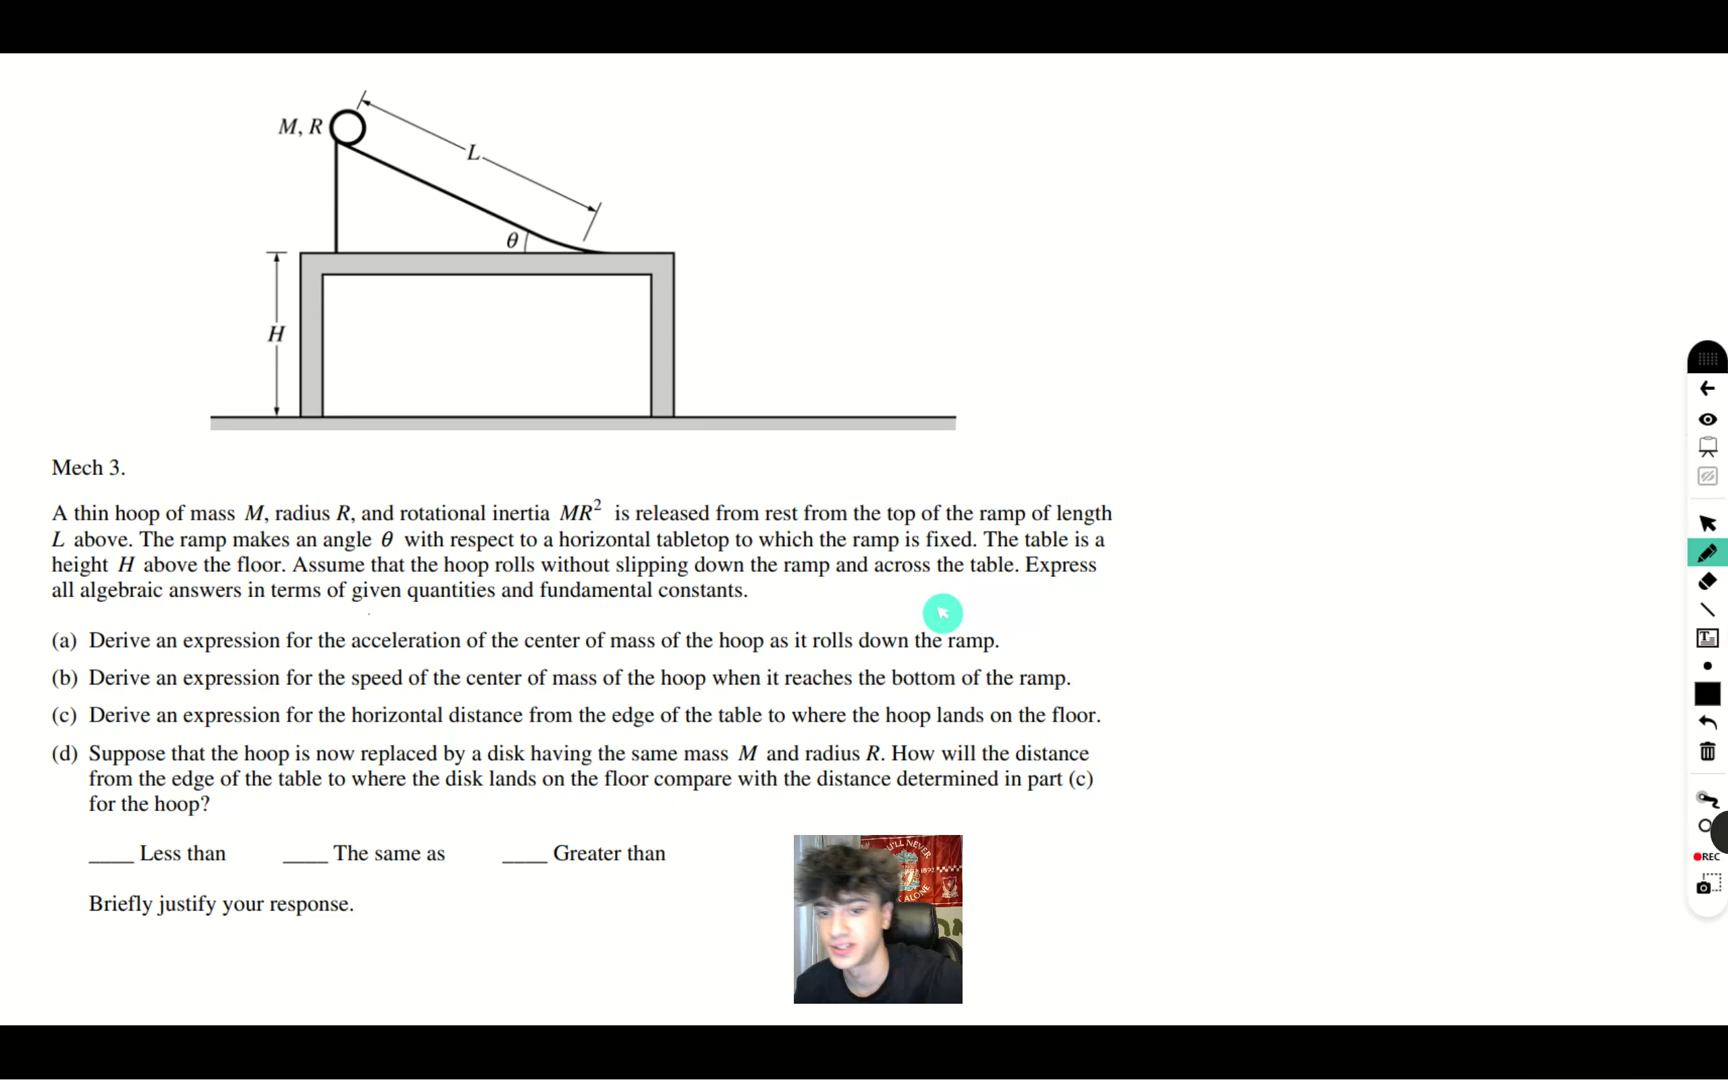 M, R
L
θ
H
Mech 3.
A thin hoop of mass M, radius R, and rotational inertia MR² is released from rest from the top of the ramp of length
L above. The ramp makes an angle θ with respect to a horizontal tabletop to which the ramp is fixed. The table is a
height H above the floor. Assume that the hoop rolls without slipping down the ramp and across the table. Express
all algebraic answers in terms of given quantities and fundamental constants.
(a) Derive an expression for the acceleration of the center of mass of the hoop as it rolls down the ramp.
(b) Derive an expression for the speed of the center of mass of the hoop when it reaches the bottom of the ramp.
(c) Derive an expression for the horizontal distance from the edge of the table to where the hoop lands on the floor.
(d) Suppose that the hoop is now replaced by a disk having the same mass M and radius R. How will the distance
from the edge of the table to where the disk lands on the floor compare with the distance determined in part (c)
for the hoop?
____ Less than ____ The same as ____ Greater than
Briefly justify your response.
YOU'LL NEVER
ALONE
T
REC